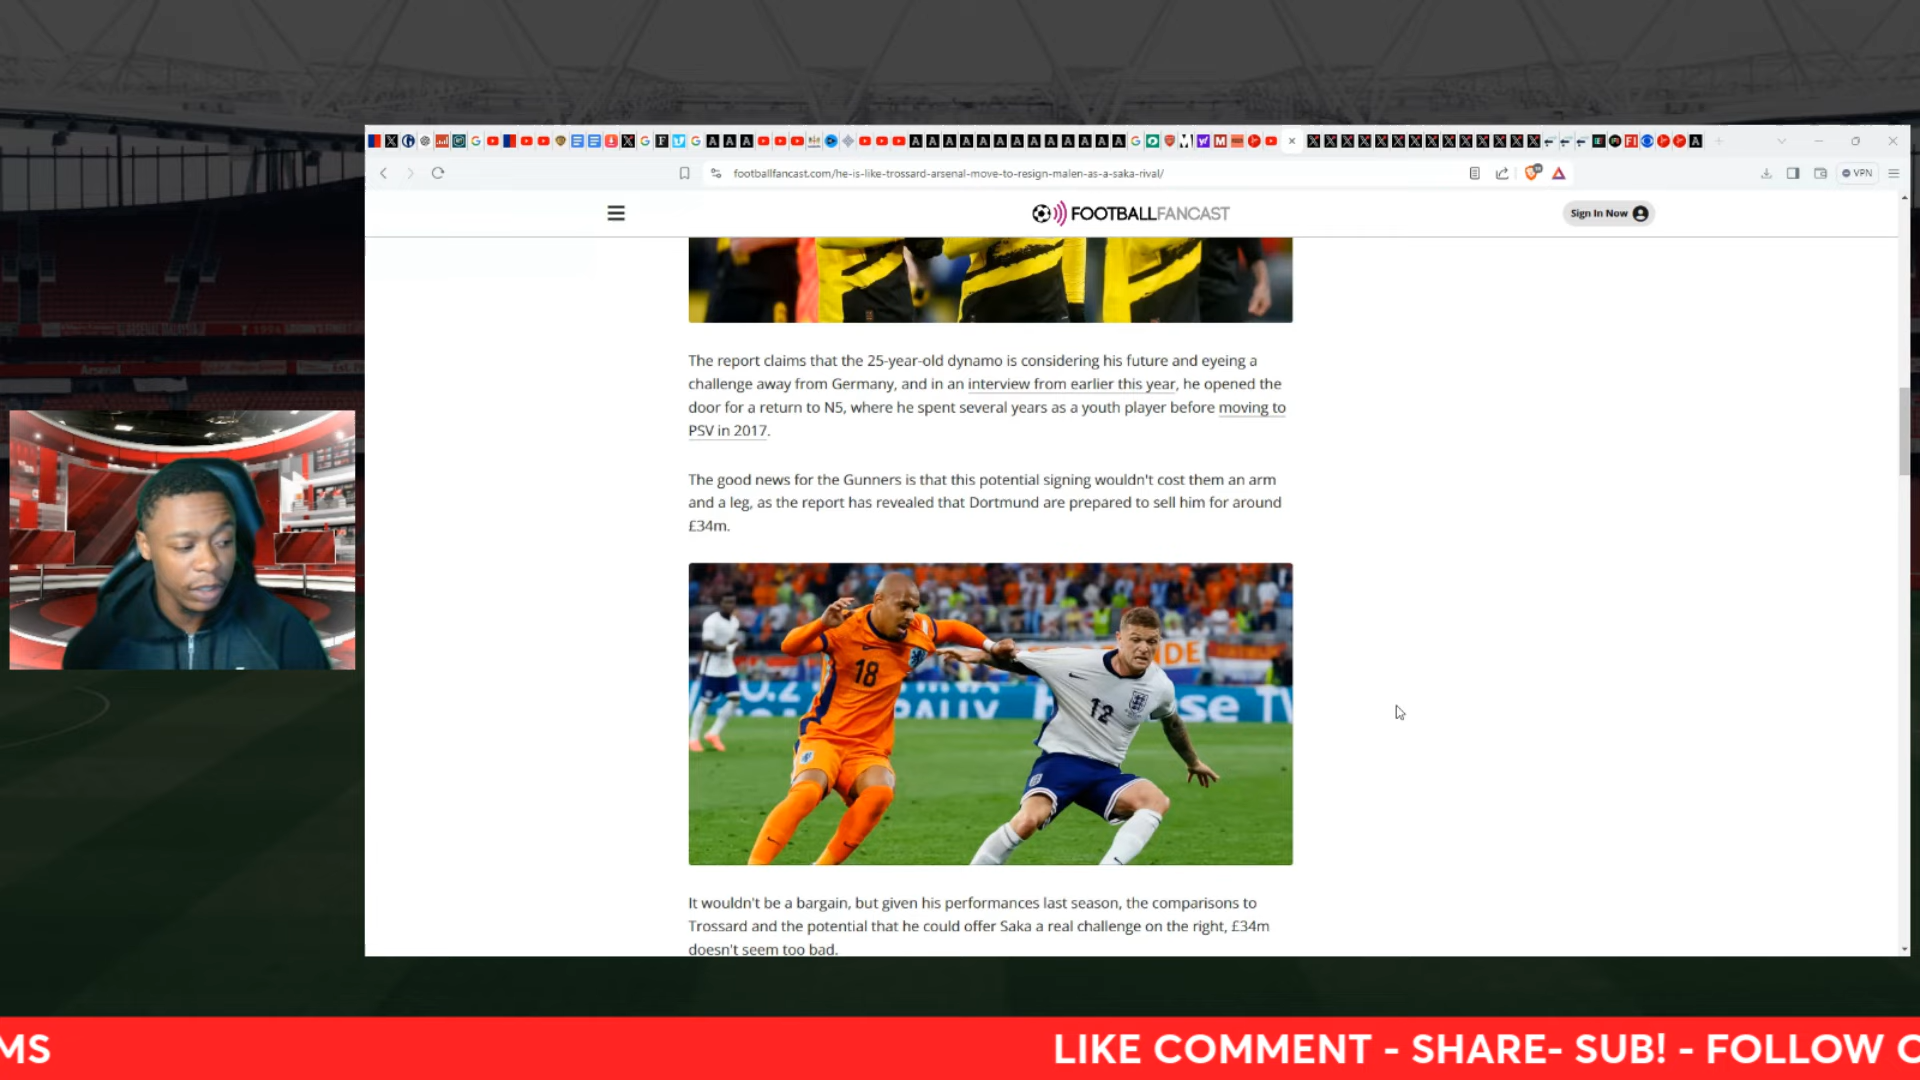 footballfancast.com/he-is-like-trossard-arsenal-move-to-resign-malen-as-a-saka-rival/
VPN
FOOTBALLFANCAST
Sign In Now
The report claims that the 25-year-old dynamo is considering his future and eyeing a
challenge away from Germany, and in an interview from earlier this year, he opened the
door for a return to N5, where he spent several years as a youth player before moving to
PSV in 2017.
The good news for the Gunners is that this potential signing wouldn't cost them an arm
and a leg, as the report has revealed that Dortmund are prepared to sell him for around
£34m.
18
12
It wouldn't be a bargain, but given his performances last season, the comparisons to
Trossard and the potential that he could offer Saka a real challenge on the right, £34m
doesn't seem too bad.
Arsenal
MS
LIKE COMMENT - SHARE- SUB! - FOLLOW